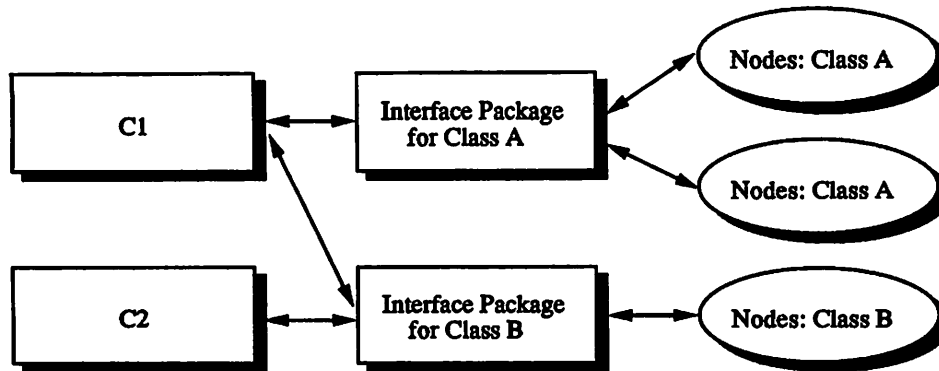 Nodes: Class A
C1
Interface Package
for Class A
Nodes: Class A
C2
Interface Package
for Class B
Nodes: Class B